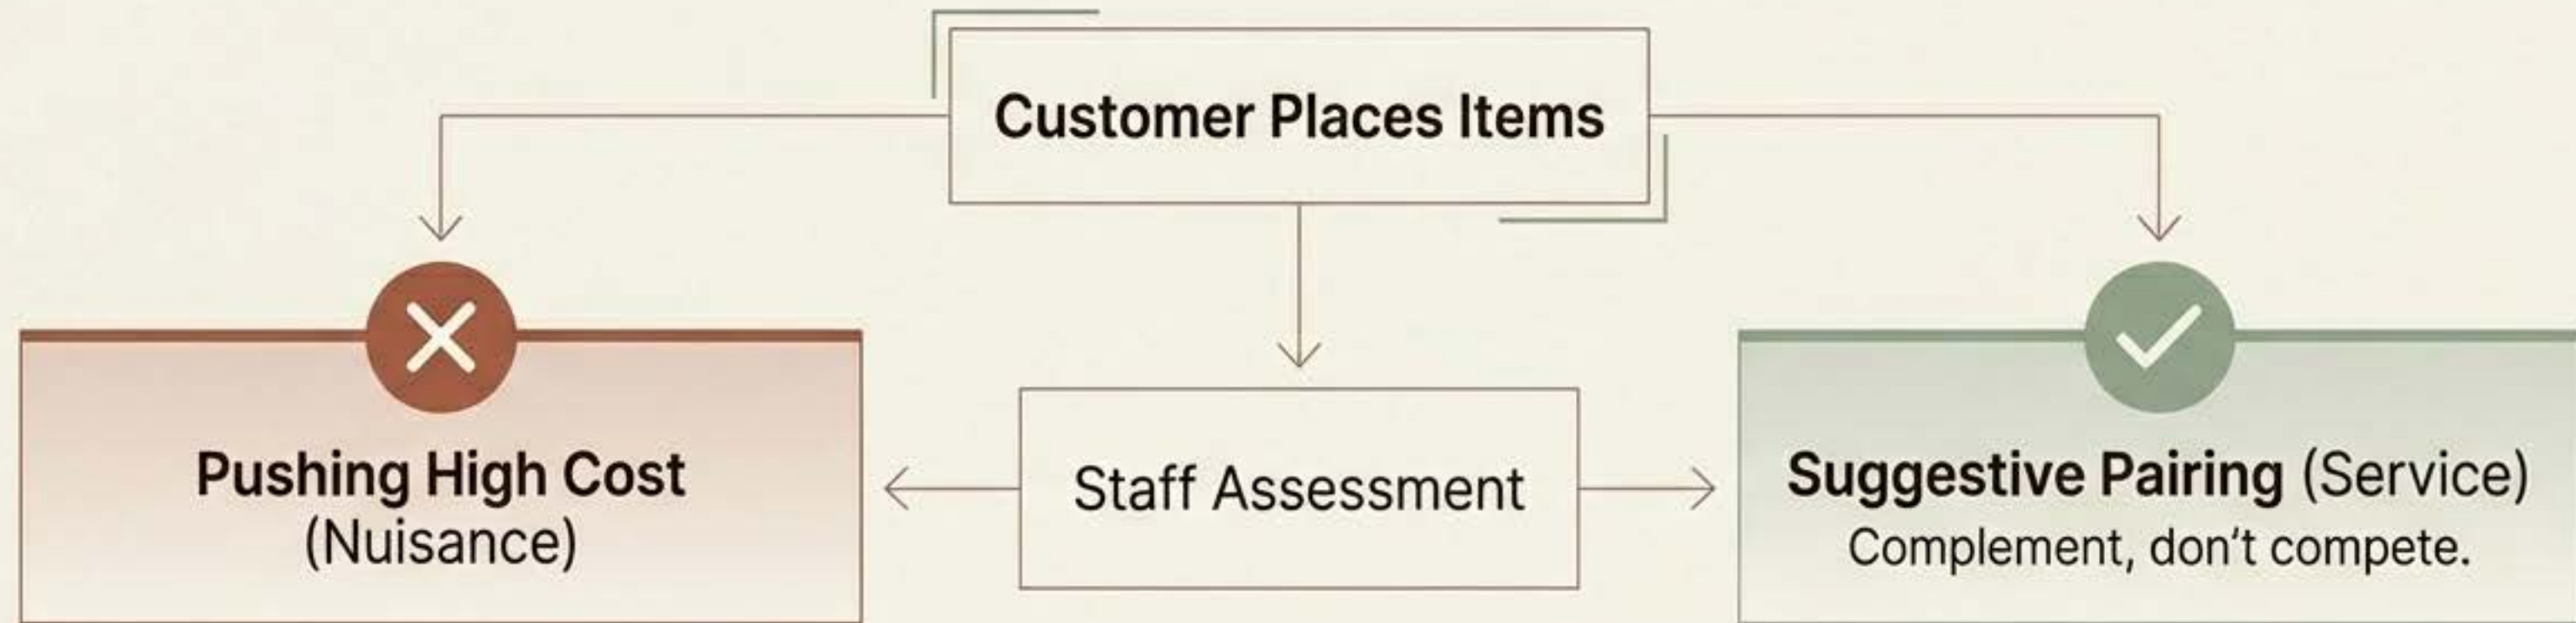 Customer Places Items
Pushing High Cost
(Nuisance)
Staff Assessment
Suggestive Pairing (Service)
Complement, don't compete.